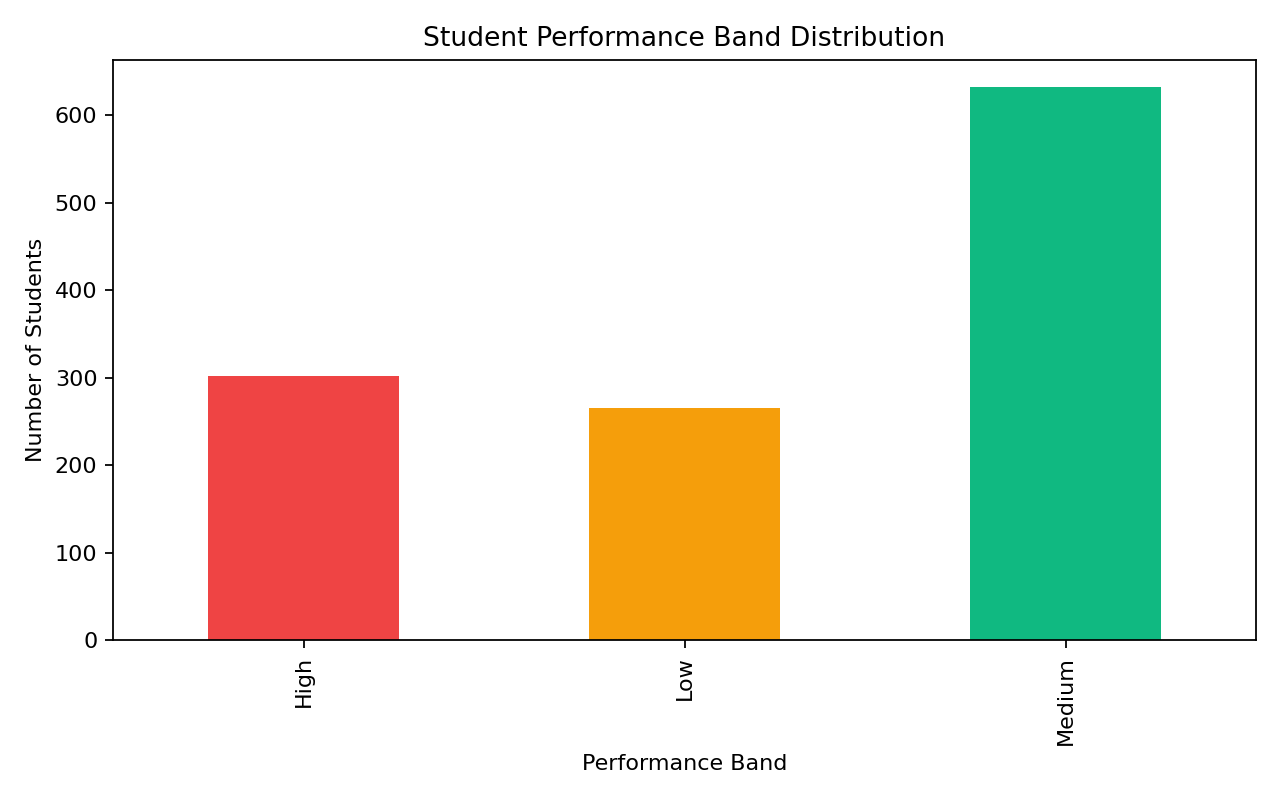 Student Performance Band Distribution
Number of Students
600
500
400
300
200
100
0
High
Low
Medium
Performance Band